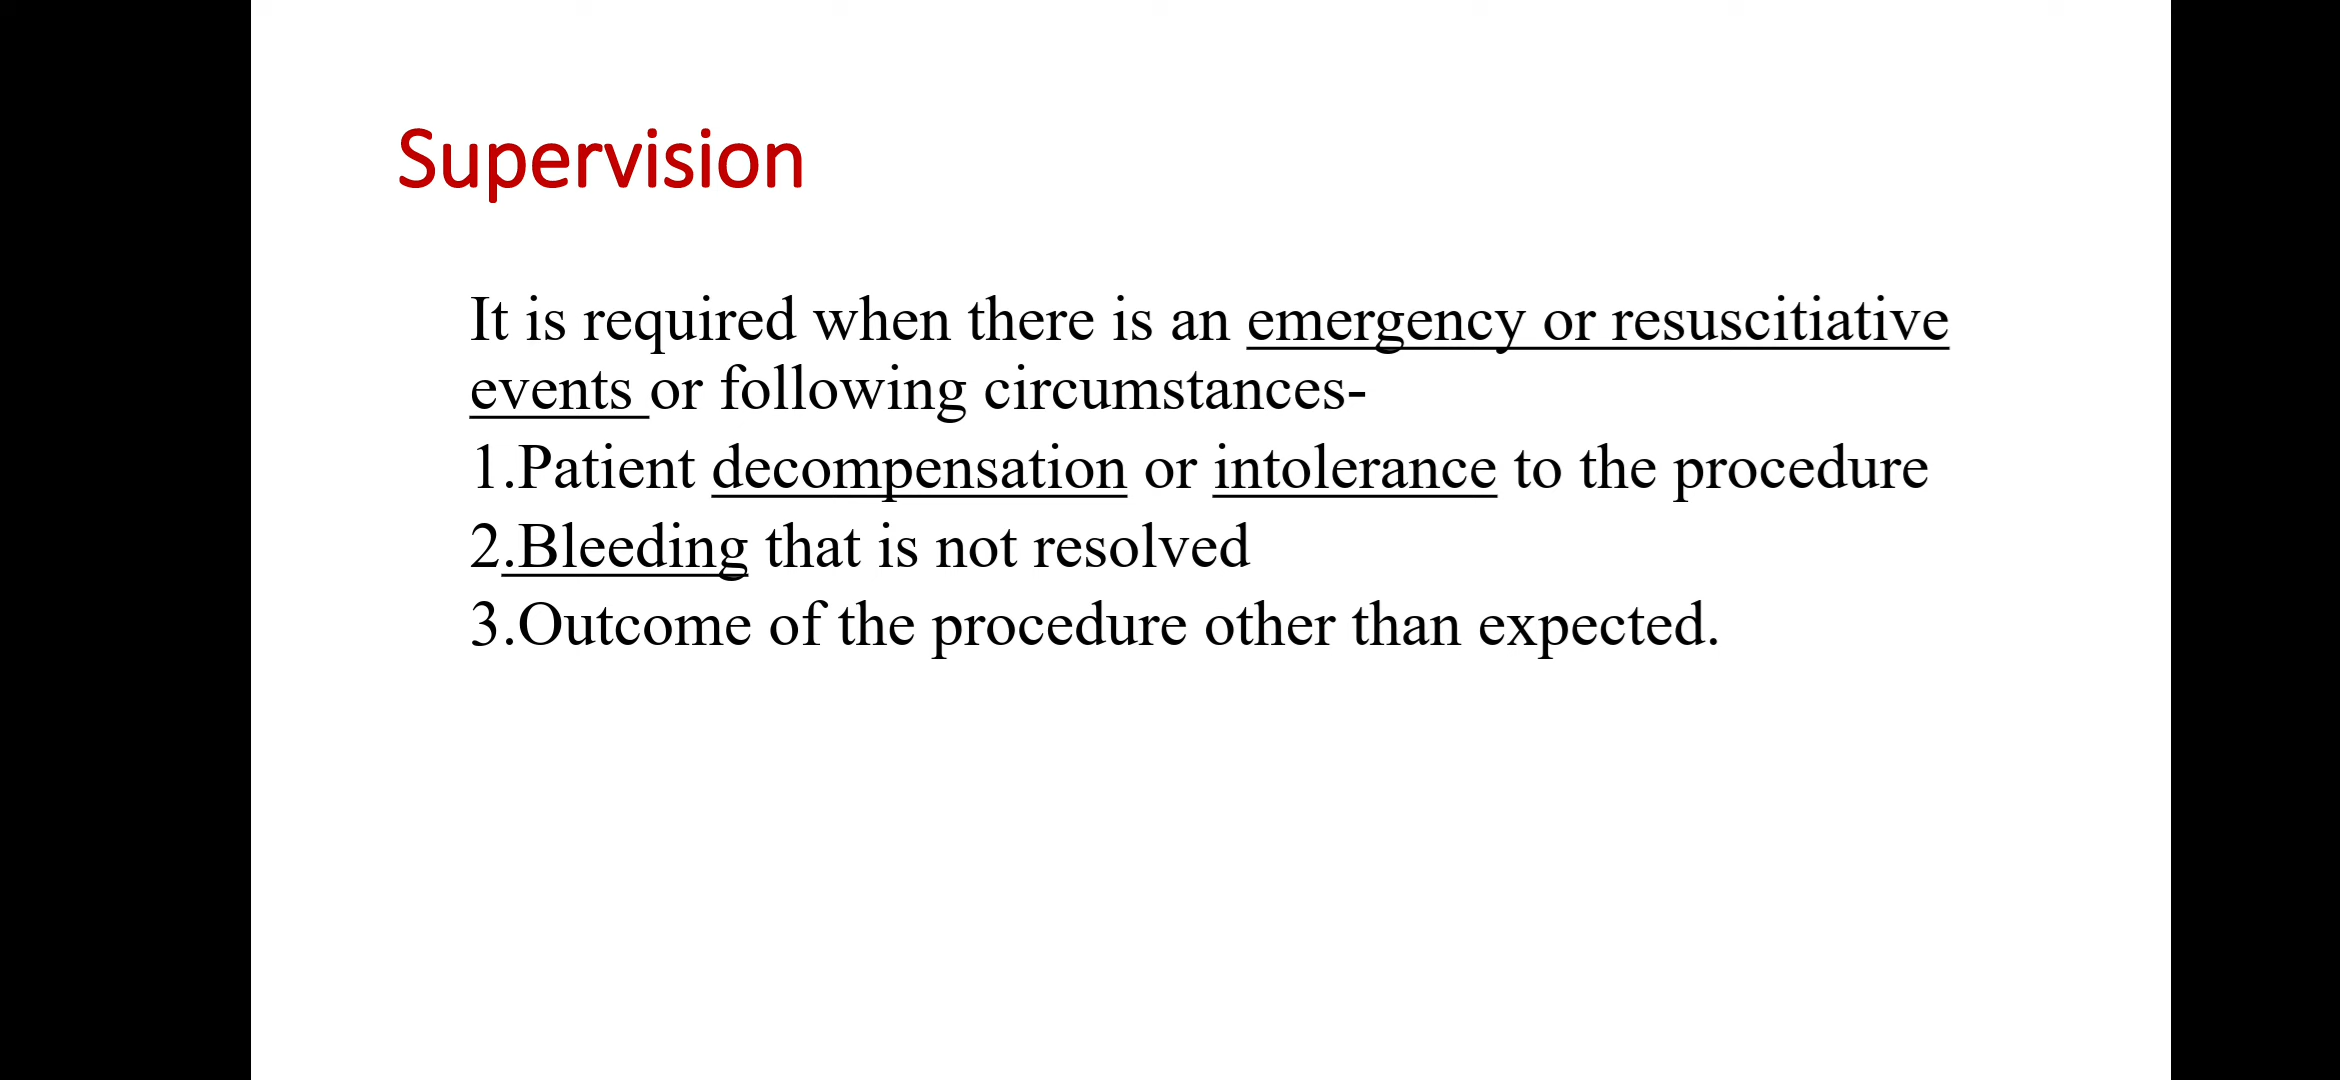 Supervision
It is required when there is an emergency or resuscitiative
events or following circumstances-
1.Patient decompensation or intolerance to the procedure
2.Bleeding that is not resolved
3.Outcome of the procedure other than expected.